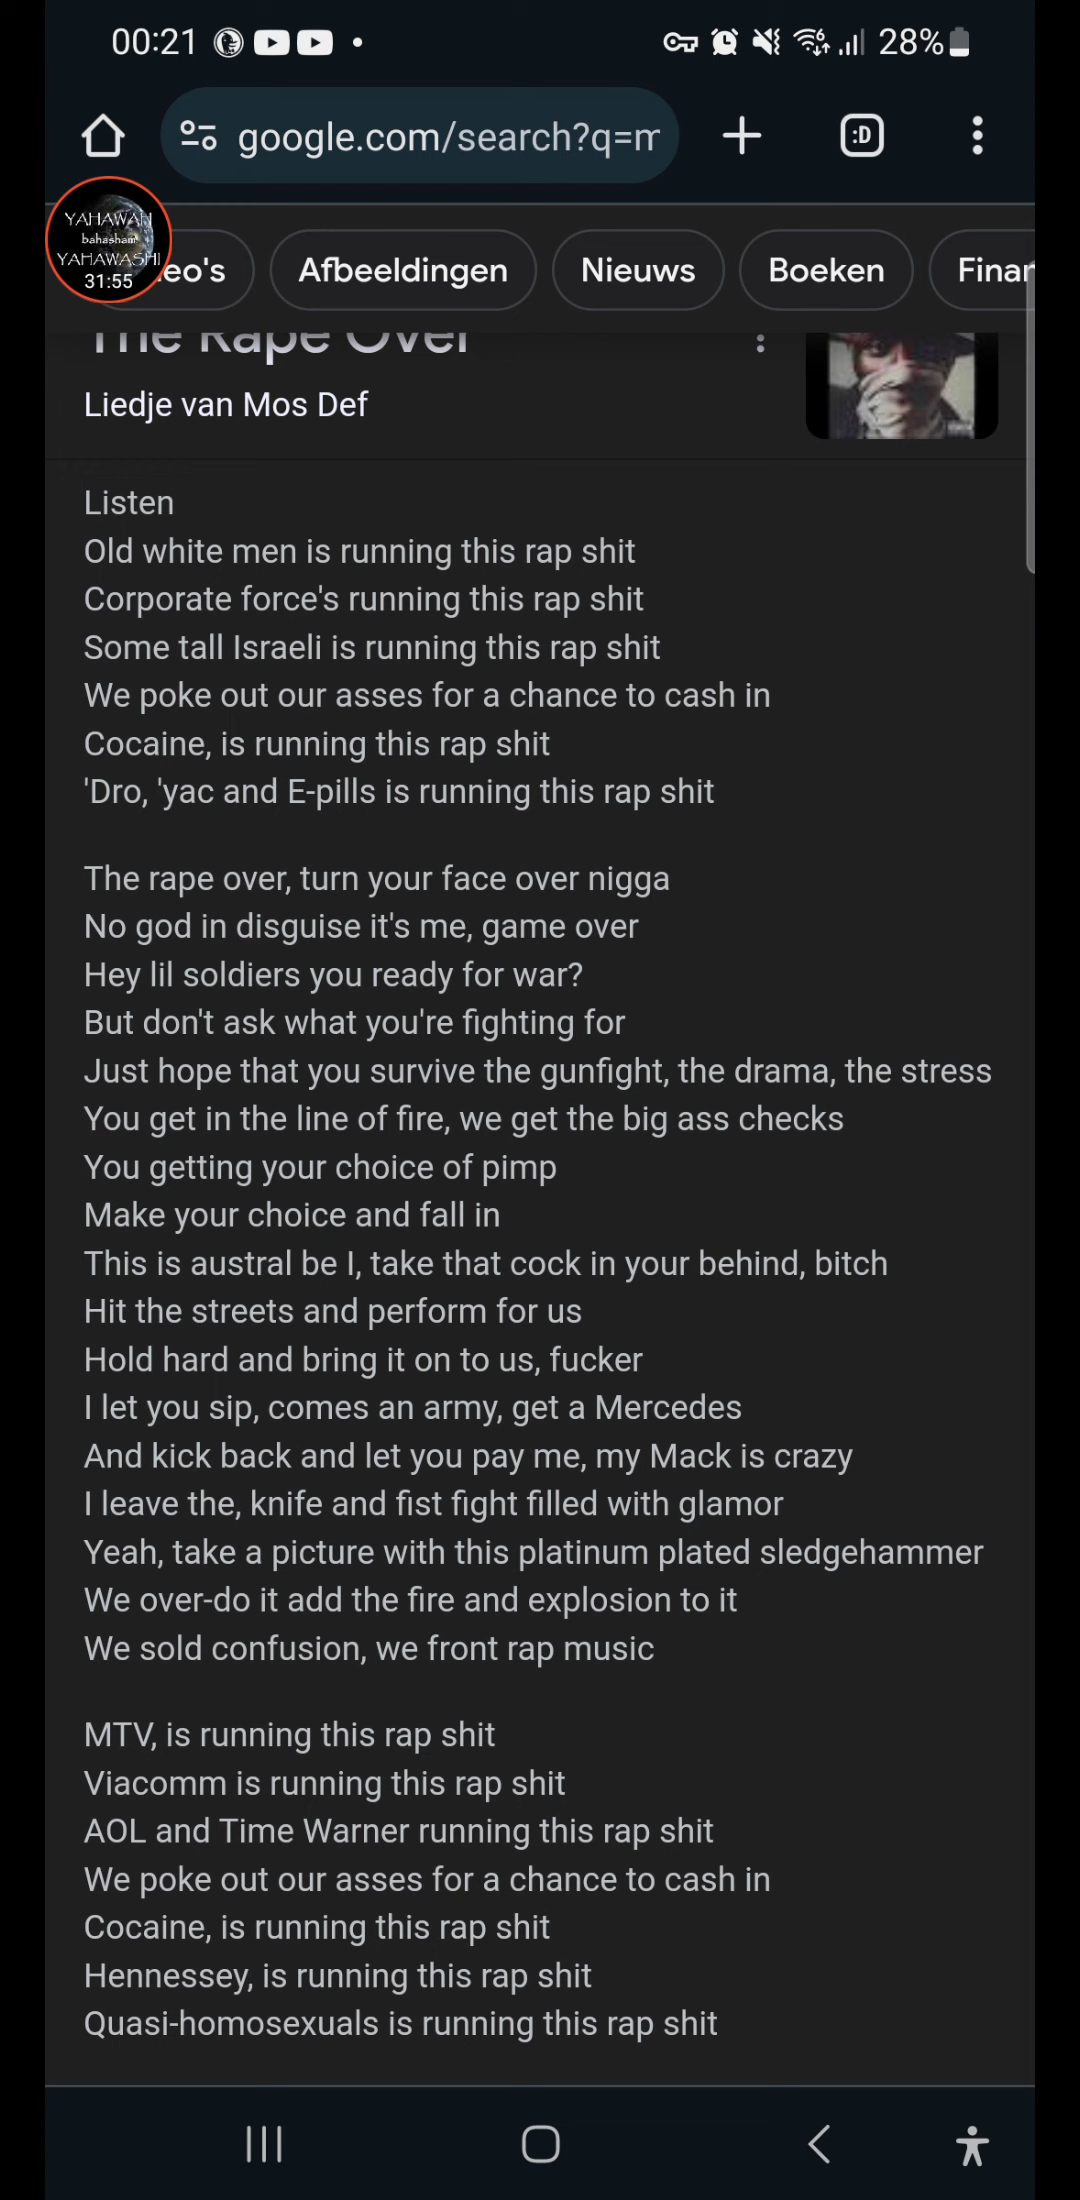 00:21
28%
google.com/search?q=m
YAHAWAH
bahasham
YAHAWASHI
31:55
eo's
Afbeeldingen
Nieuws
Boeken
Finan
The Rape Over
Liedje van Mos Def
Listen
Old white men is running this rap shit
Corporate force's running this rap shit
Some tall Israeli is running this rap shit
We poke out our asses for a chance to cash in
Cocaine, is running this rap shit
'Dro, 'yac and E-pills is running this rap shit
The rape over, turn your face over nigga
No god in disguise it's me, game over
Hey lil soldiers you ready for war?
But don't ask what you're fighting for
Just hope that you survive the gunfight, the drama, the stress
You get in the line of fire, we get the big ass checks
You getting your choice of pimp
Make your choice and fall in
This is austral be I, take that cock in your behind, bitch
Hit the streets and perform for us
Hold hard and bring it on to us, fucker
I let you sip, comes an army, get a Mercedes
And kick back and let you pay me, my Mack is crazy
I leave the, knife and fist fight filled with glamor
Yeah, take a picture with this platinum plated sledgehammer
We over-do it add the fire and explosion to it
We sold confusion, we front rap music
MTV, is running this rap shit
Viacomm is running this rap shit
AOL and Time Warner running this rap shit
We poke out our asses for a chance to cash in
Cocaine, is running this rap shit
Hennessey, is running this rap shit
Quasi-homosexuals is running this rap shit